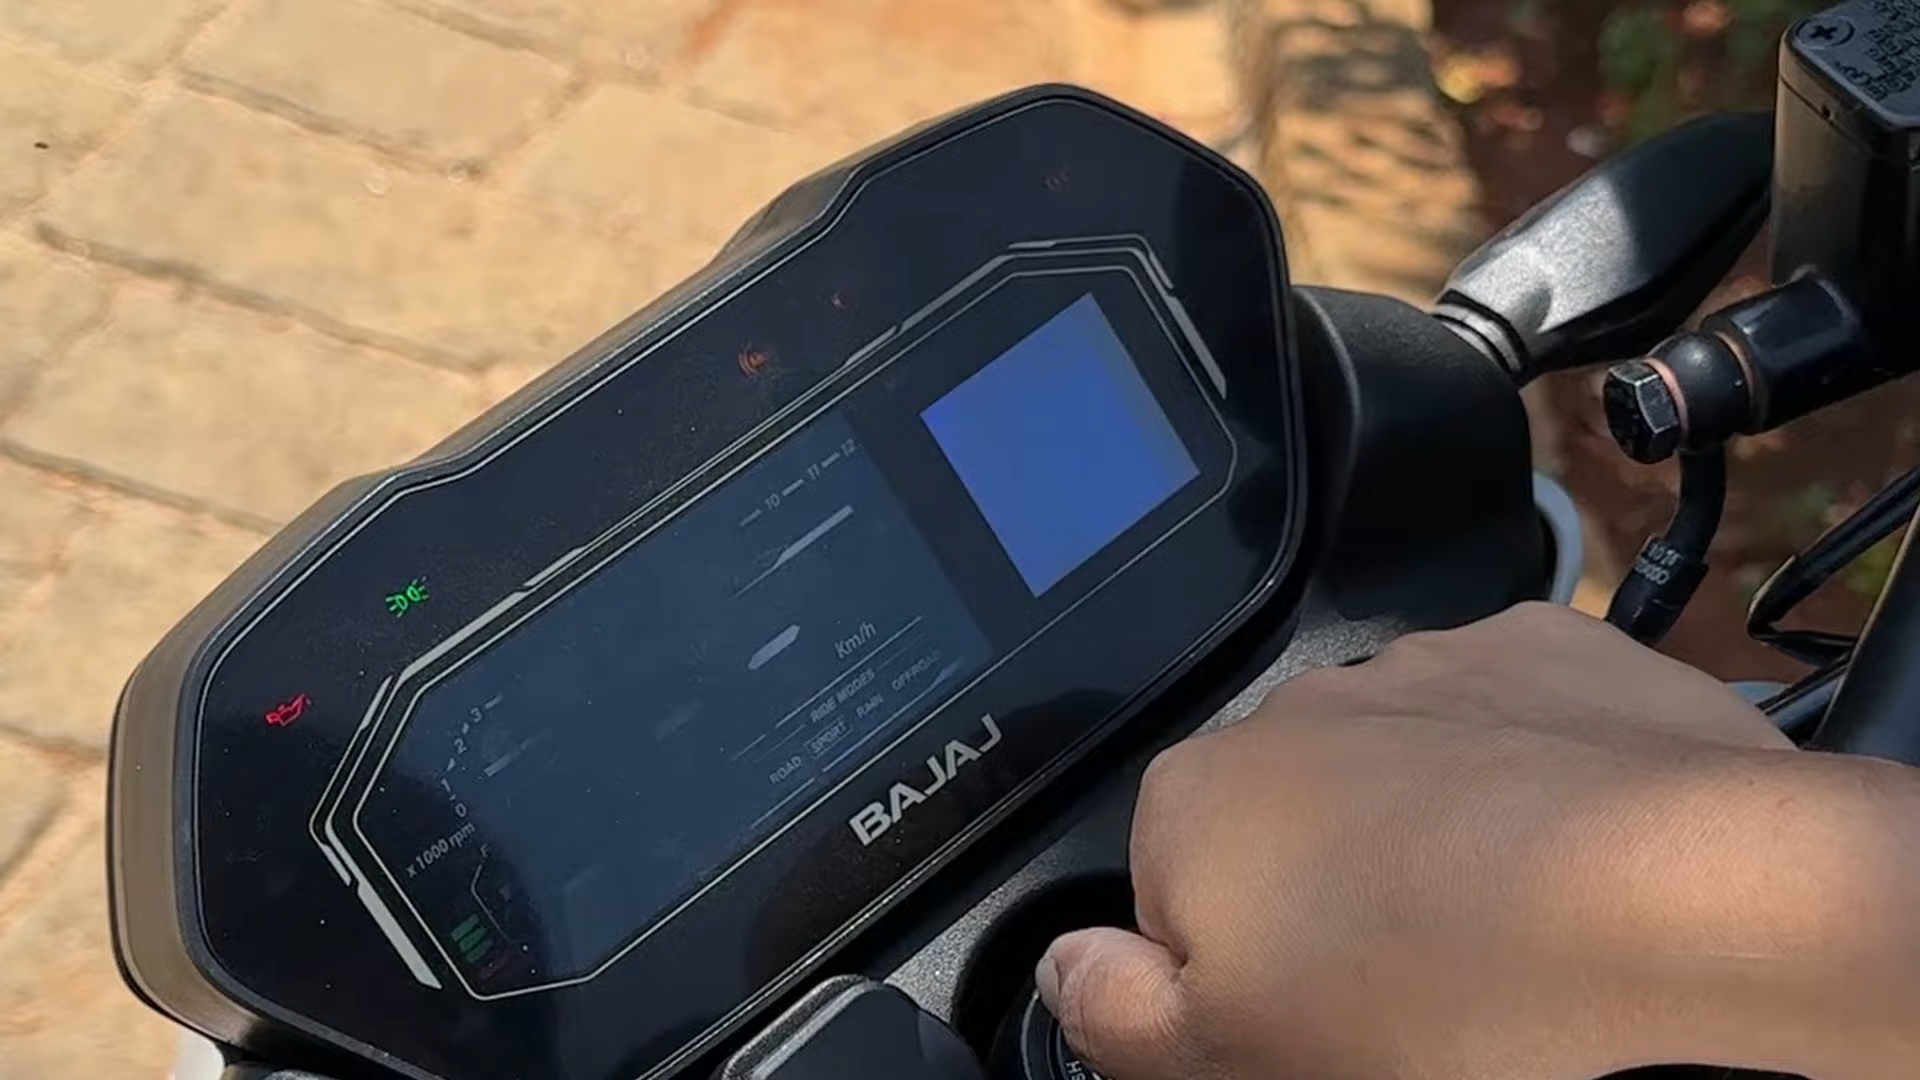 10 11 12
Km/h
RIDE MODES
ROAD SPORT RAIN OFFROAD
3
2
1
0
x 1000 rpm
F
BAJAJ